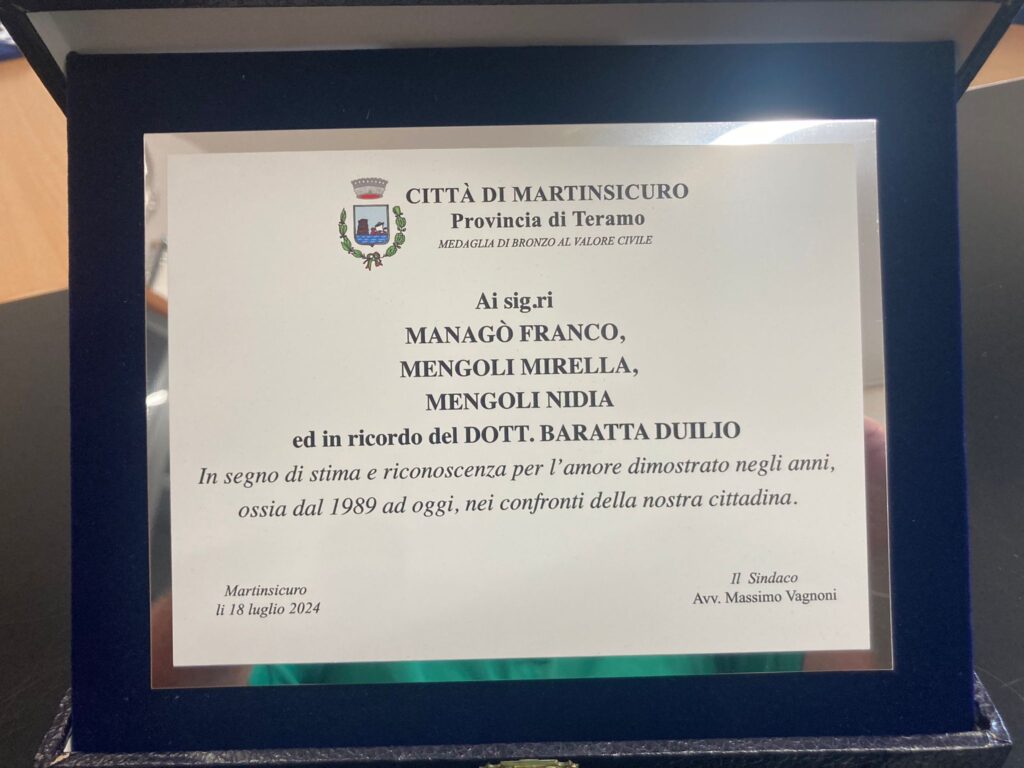 CITTÀ DI MARTINSICURO
Provincia di Teramo
MEDAGLIA DI BRONZO AL VALORE CIVILE
Ai sig.ri
MANAGÒ FRANCO,
MENGOLI MIRELLA,
MENGOLI NIDIA
ed in ricordo del DOTT. BARATTA DUILIO
In segno di stima e riconoscenza per l'amore dimostrato negli anni,
ossia dal 1989 ad oggi, nei confronti della nostra cittadina.
Martinsicuro
li 18 luglio 2024
Il Sindaco
Avv. Massimo Vagnoni